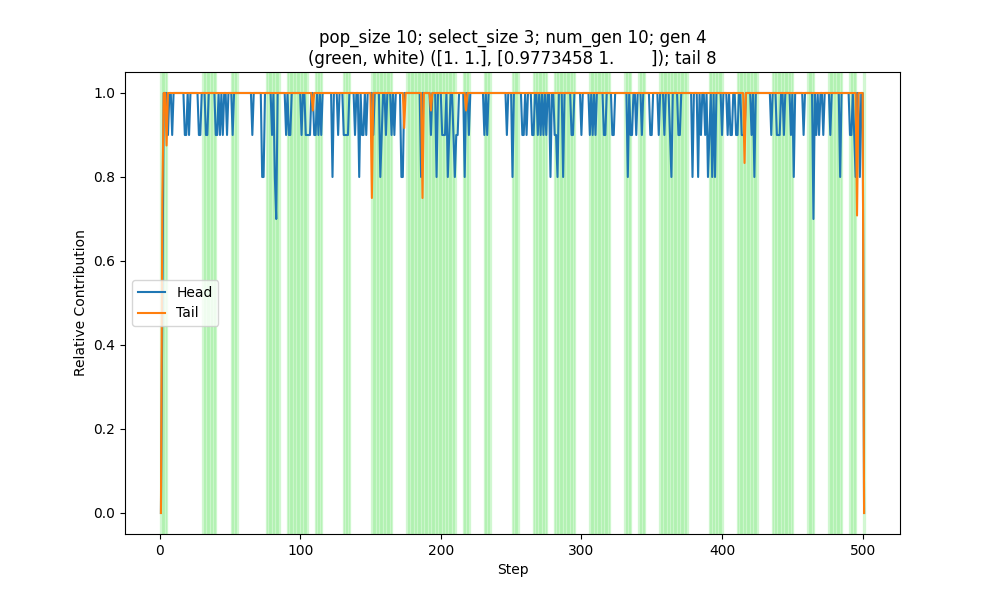 pop_size 10; select_size 3; num_gen 10; gen 4
(green, white) ([1. 1.], [0.9773458 1.        ]); tail 8
1.0
0.8
0.6
0.4
0.2
0.0
Relative Contribution
Head
Tail
0
100
200
300
400
500
Step